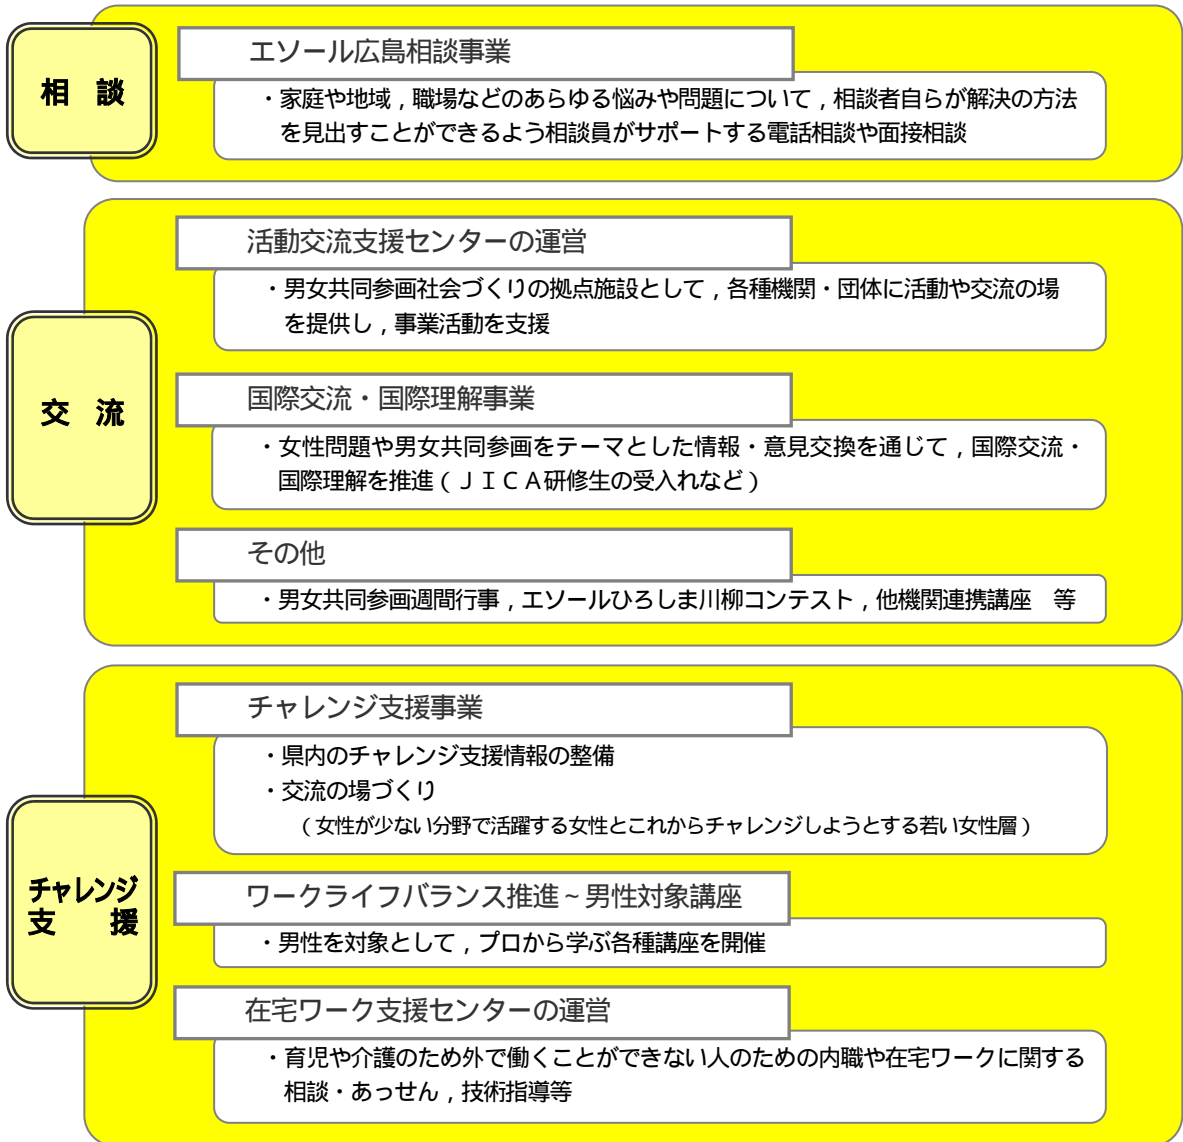 相 談
エソール広島相談事業
・家庭や地域，職場などのあらゆる悩みや問題について，相談者自らが解決の方法
を見出すことができるよう相談員がサポートする電話相談や面接相談
交 流
活動交流支援センターの運営
・男女共同参画社会づくりの拠点施設として，各種機関・団体に活動や交流の場
を提供し，事業活動を支援
国際交流・国際理解事業
・女性問題や男女共同参画をテーマとした情報・意見交換を通じて，国際交流・
国際理解を推進（ＪＩＣＡ研修生の受入れなど）
その他
・男女共同参画週間行事，エソールひろしま川柳コンテスト，他機関連携講座　等
チャレンジ
支　　援
チャレンジ支援事業
・県内のチャレンジ支援情報の整備
・交流の場づくり
（女性が少ない分野で活躍する女性とこれからチャレンジしようとする若い女性層）
ワークライフバランス推進～男性対象講座
・男性を対象として，プロから学ぶ各種講座を開催
在宅ワーク支援センターの運営
・育児や介護のため外で働くことができない人のための内職や在宅ワークに関する
相談・あっせん，技術指導等